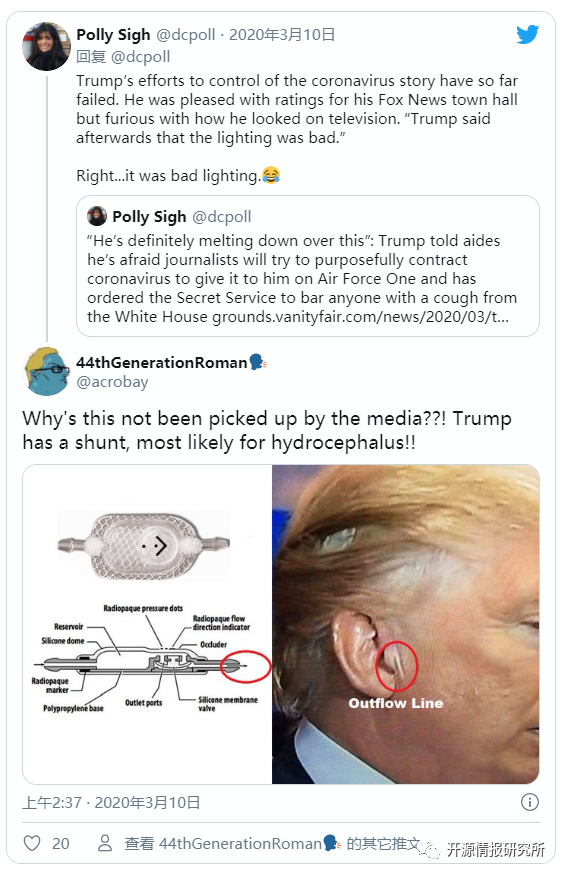 Polly Sigh @dcpoll · 2020年3月10日
回复 @dcpoll
Trump's efforts to control of the coronavirus story have so far
failed. He was pleased with ratings for his Fox News town hall
but furious with how he looked on television. “Trump said
afterwards that the lighting was bad.”
Right...it was bad lighting.😂
Polly Sigh @dcpoll
“He’s definitely melting down over this”: Trump told aides
he’s afraid journalists will try to purposefully contract
coronavirus to give it to him on Air Force One and has
ordered the Secret Service to bar anyone with a cough from
the White House grounds.vanityfair.com/news/2020/03/t...
44thGenerationRoman🗣
@acrobay
Why's this not been picked up by the media??! Trump
has a shunt, most likely for hydrocephalus!!
Radiopaque pressure dots
Reservoir
Radiopaque flow
direction indicator
Silicone dome
Occluder
Radiopaque
marker
Polypropylene base
Outlet ports
Silicone membrane
valve
Outflow Line
上午2:37 · 2020年3月10日
20 查看 44thGenerationRoman🗣 的其它推文
开源情报研究所